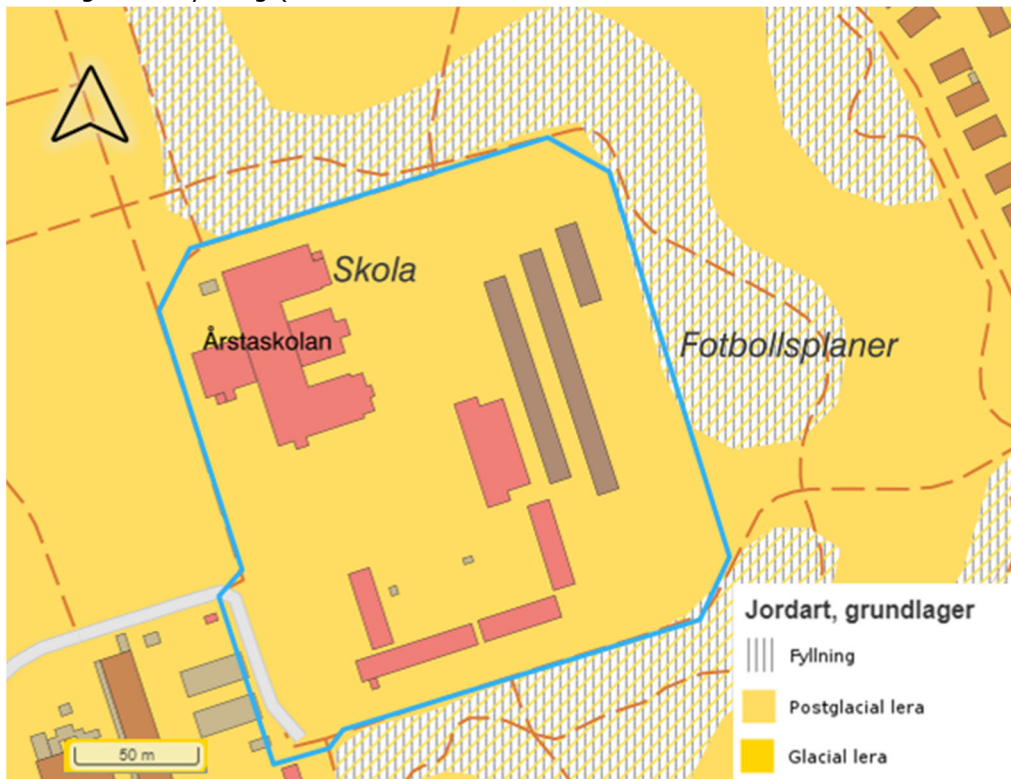 Skola
Årstaskolan
Fotbollsplaner
Jordart, grundlager
Fyllning
Postglacial lera
Glacial lera
50 m